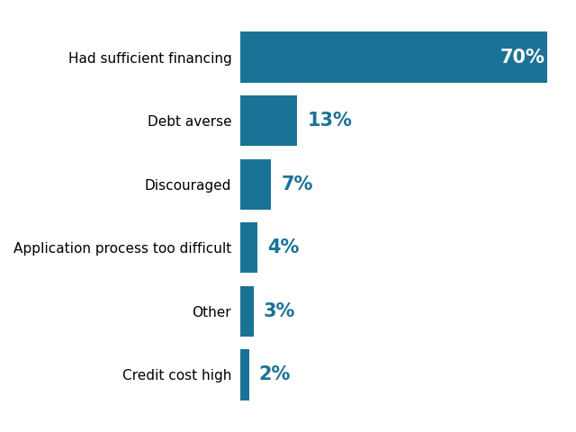 Had sufficient financing 70%
Debt averse 13%
Discouraged 7%
Application process too difficult 4%
Other 3%
Credit cost high 2%